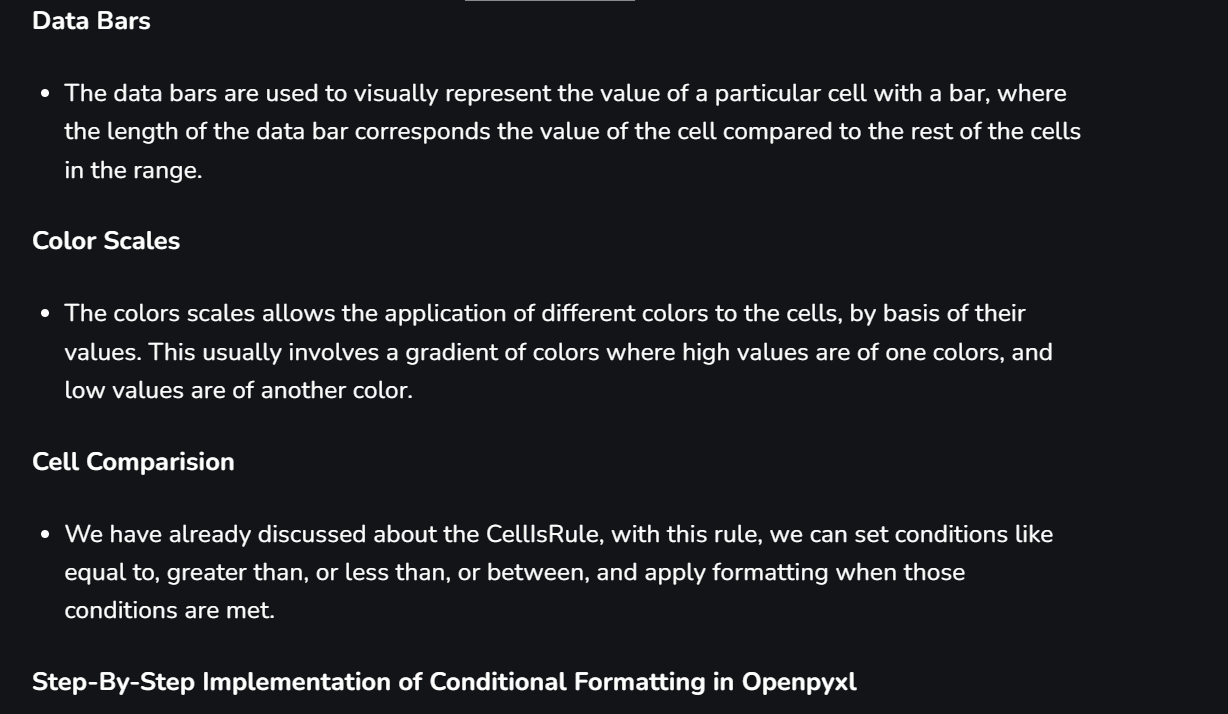 Data Bars
The data bars are used to visually represent the value of a particular cell with a bar, where
the length of the data bar corresponds the value of the cell compared to the rest of the cells
in the range.
Color Scales
The colors scales allows the application of different colors to the cells, by basis of their
values. This usually involves a gradient of colors where high values are of one colors, and
low values are of another color.
Cell Comparision
We have already discussed about the CellIsRule, with this rule, we can set conditions like
equal to, greater than, or less than, or between, and apply formatting when those
conditions are met.
Step-By-Step Implementation of Conditional Formatting in Openpyxl